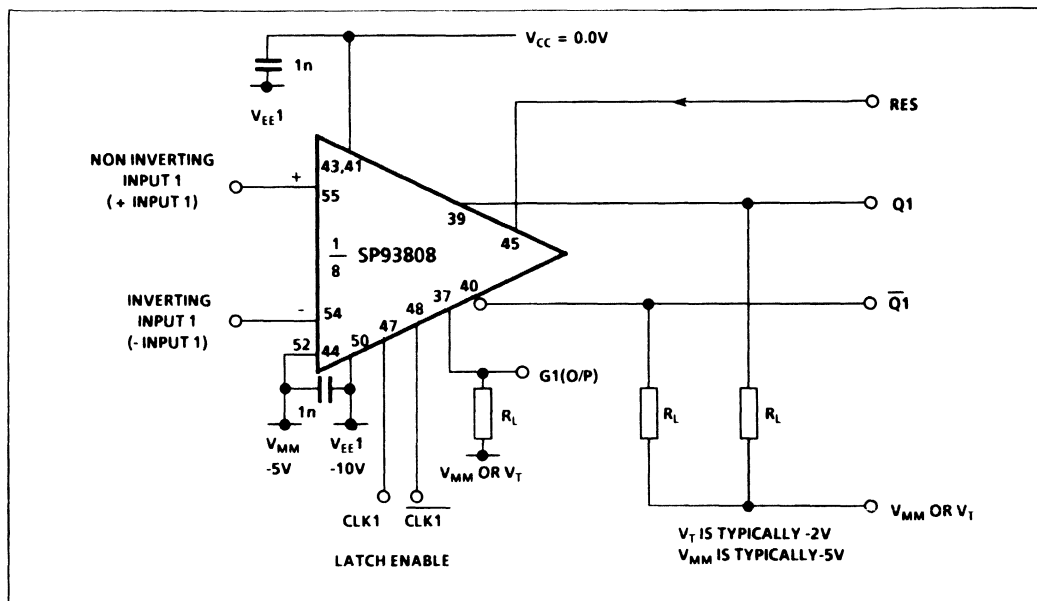 V_CC = 0.0V
1n
V_EE1
RES
NON INVERTING
INPUT 1
(+ INPUT 1)
+
43,41
55
39
Q1
45
1
8
SP93808
40
Q̅1
INVERTING
INPUT 1
(- INPUT 1)
-
54
37
48
47
50
52
44
G1(O/P)
1n
R_L
R_L
R_L
V_MM
-5V
V_EE1
-10V
V_MM OR V_T
CLK1
C̅L̅K̅1̅
V_MM OR V_T
V_T IS TYPICALLY -2V
V_MM IS TYPICALLY-5V
LATCH ENABLE